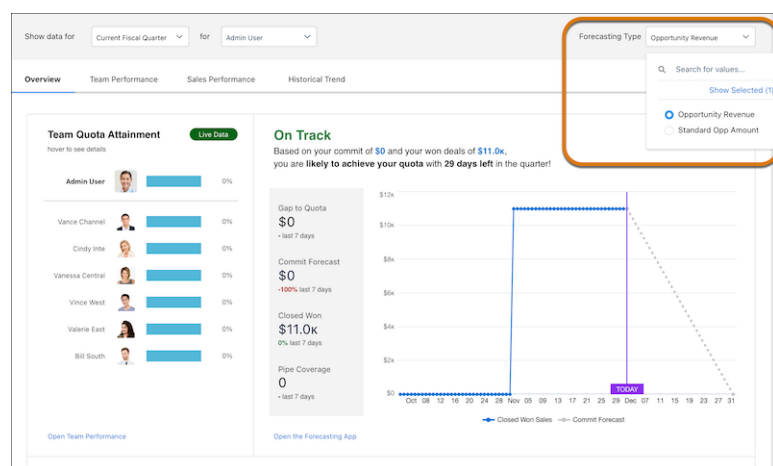 Show data for Current Fiscal Quarter for Admin User Forecasting Type Opportunity Revenue
Search for values...
Show Selected (1)
Opportunity Revenue
Standard Opp Amount
Overview Team Performance Sales Performance Historical Trend
Team Quota Attainment Live Data
hover to see details
Admin User 0%
Vance Channel 0%
Cindy Inte 0%
Vanessa Central 0%
Vince West 0%
Valerie East 0%
Bill South 0%
Open Team Performance
On Track
Based on your commit of $0 and your won deals of $11.0K,
you are likely to achieve your quota with 29 days left in the quarter!
Gap to Quota
$0
- last 7 days
Commit Forecast
$0
-100% last 7 days
Closed Won
$11.0K
0% last 7 days
Pipe Coverage
0
- last 7 days
$12K
$10K
$8K
$6K
$4K
$2K
$0
TODAY
Oct 08 12 16 20 24 28 Nov 05 09 13 17 21 25 29 Dec 07 11 15 19 23 27 31
Closed Won Sales Commit Forecast
Open the Forecasting App